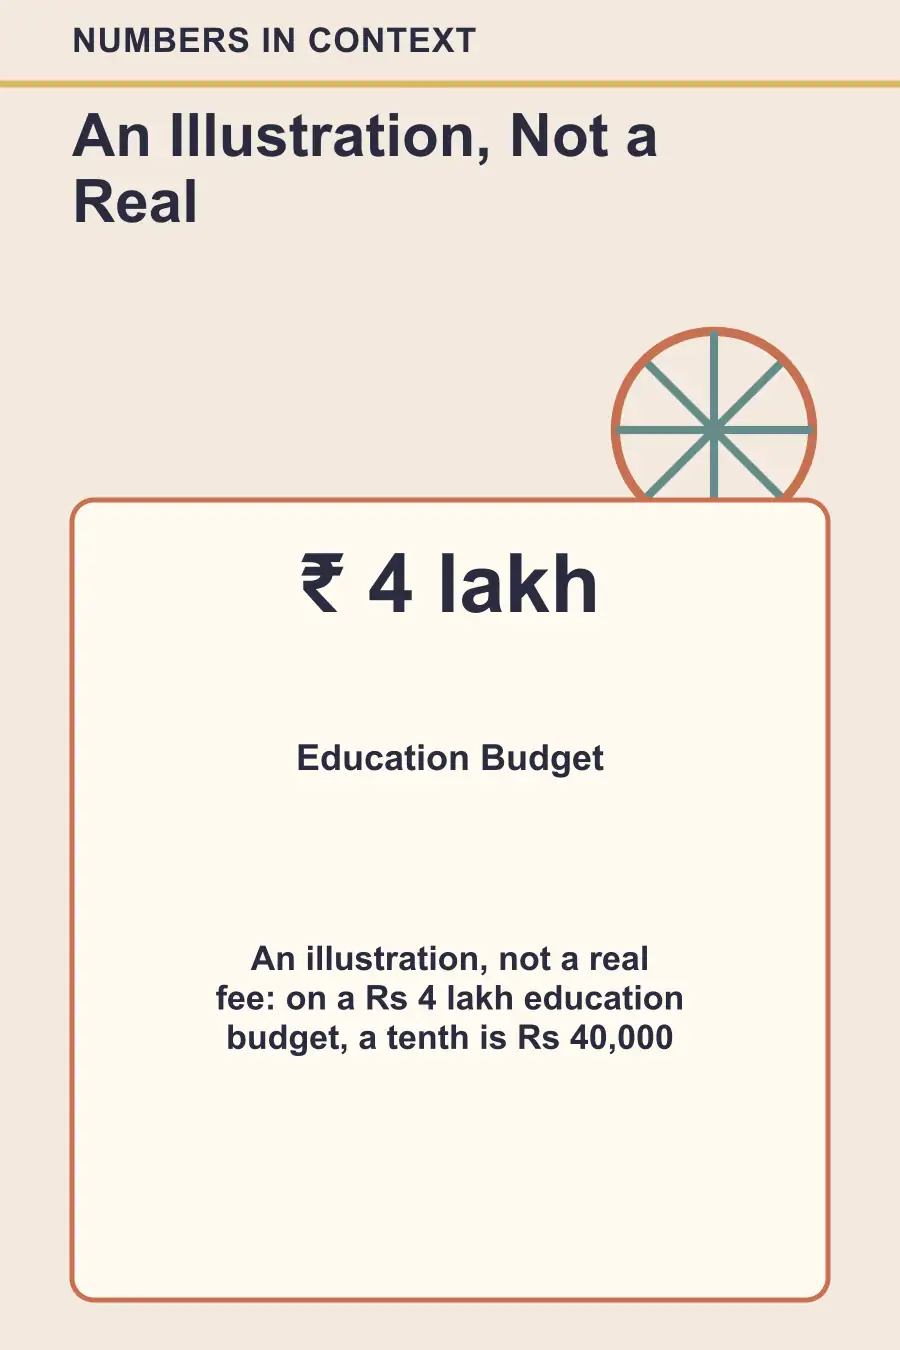 NUMBERS IN CONTEXT
An Illustration, Not a
Real
₹ 4 lakh
Education Budget
An illustration, not a real
fee: on a Rs 4 lakh education
budget, a tenth is Rs 40,000